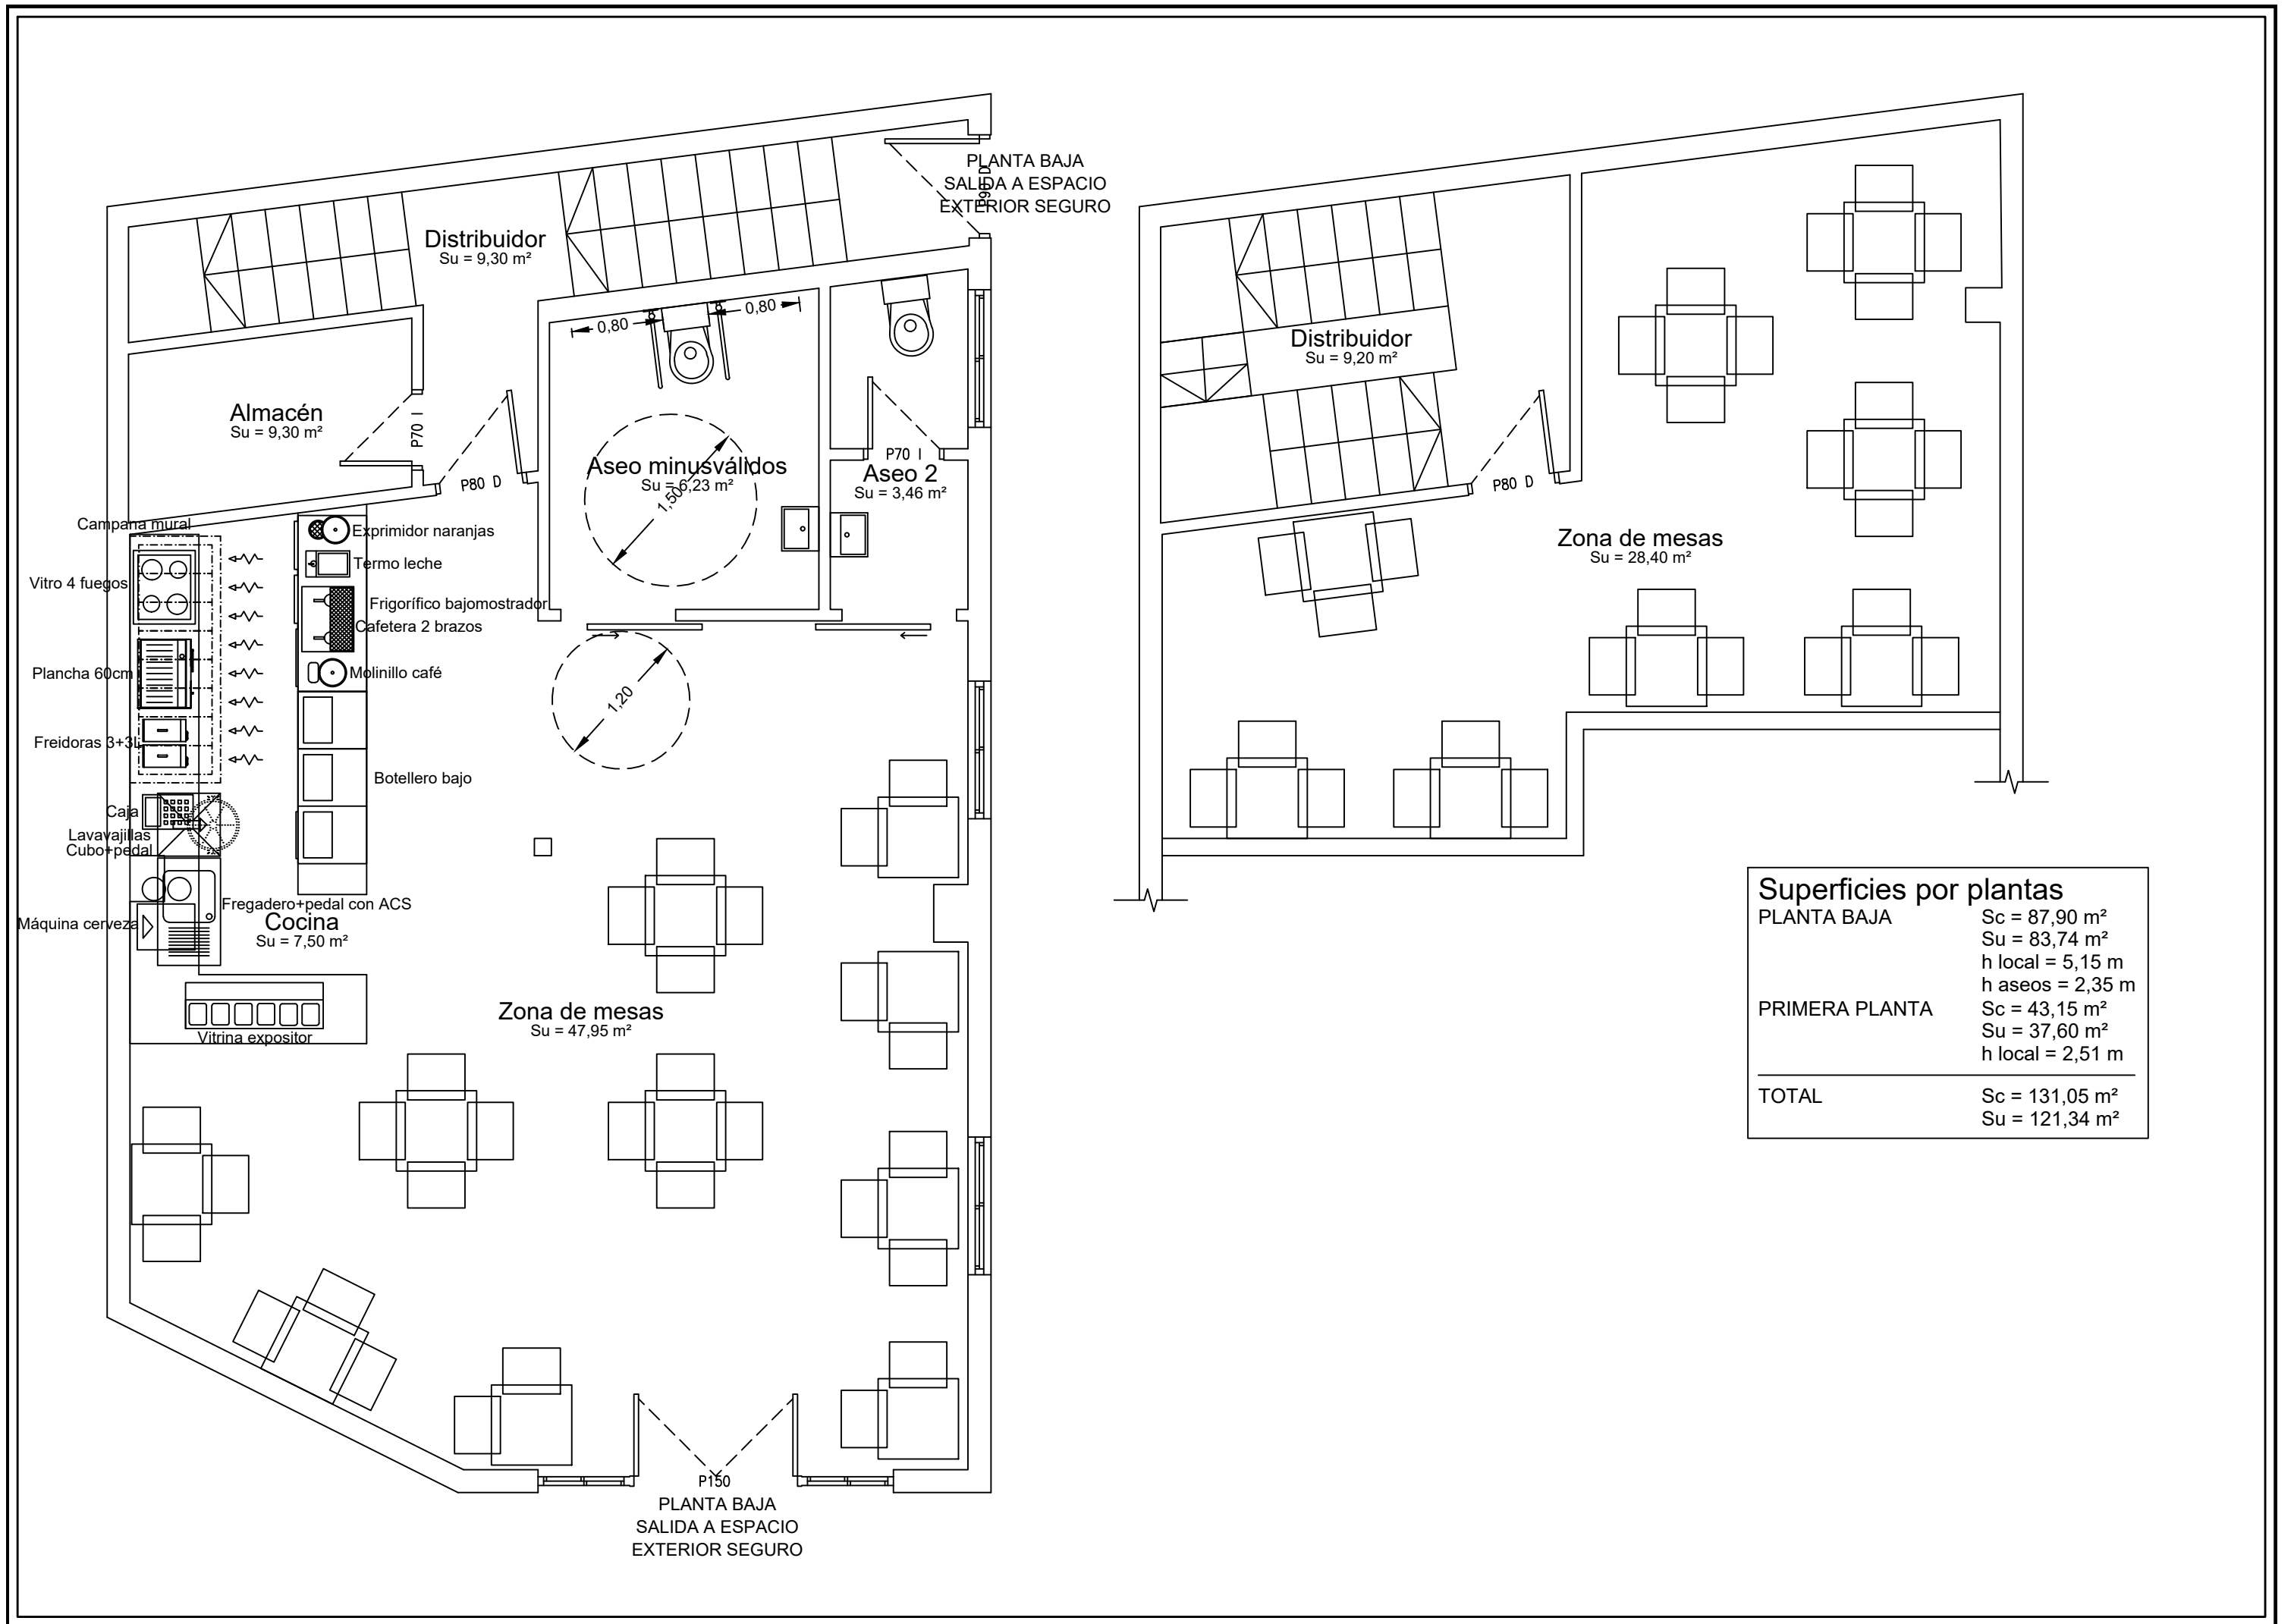 PLANTA BAJA
SALIDA A ESPACIO
EXTERIOR SEGURO
P90 D
Distribuidor
Su = 9,30 m²
0,80
0,80
Almacén
Su = 9,30 m²
P70 I
P80 D
Aseo minusválidos
Su = 6,23 m²
1,50
P70 I
Aseo 2
Su = 3,46 m²
Campana mural
Exprimidor naranjas
Termo leche
Vitro 4 fuegos
Frigorífico bajomostrador
Cafetera 2 brazos
Plancha 60cm
Molinillo café
1,20
Freidoras 3+3L
Botellero bajo
Caja
Lavavajillas
Cubo+pedal
Fregadero+pedal con ACS
Máquina cerveza
Cocina
Su = 7,50 m²
Vitrina expositor
Zona de mesas
Su = 47,95 m²
P150
PLANTA BAJA
SALIDA A ESPACIO
EXTERIOR SEGURO
Distribuidor
Su = 9,20 m²
P80 D
Zona de mesas
Su = 28,40 m²
Superficies por plantas
PLANTA BAJA Sc = 87,90 m²
Su = 83,74 m²
h local = 5,15 m
h aseos = 2,35 m
PRIMERA PLANTA Sc = 43,15 m²
Su = 37,60 m²
h local = 2,51 m
TOTAL Sc = 131,05 m²
Su = 121,34 m²